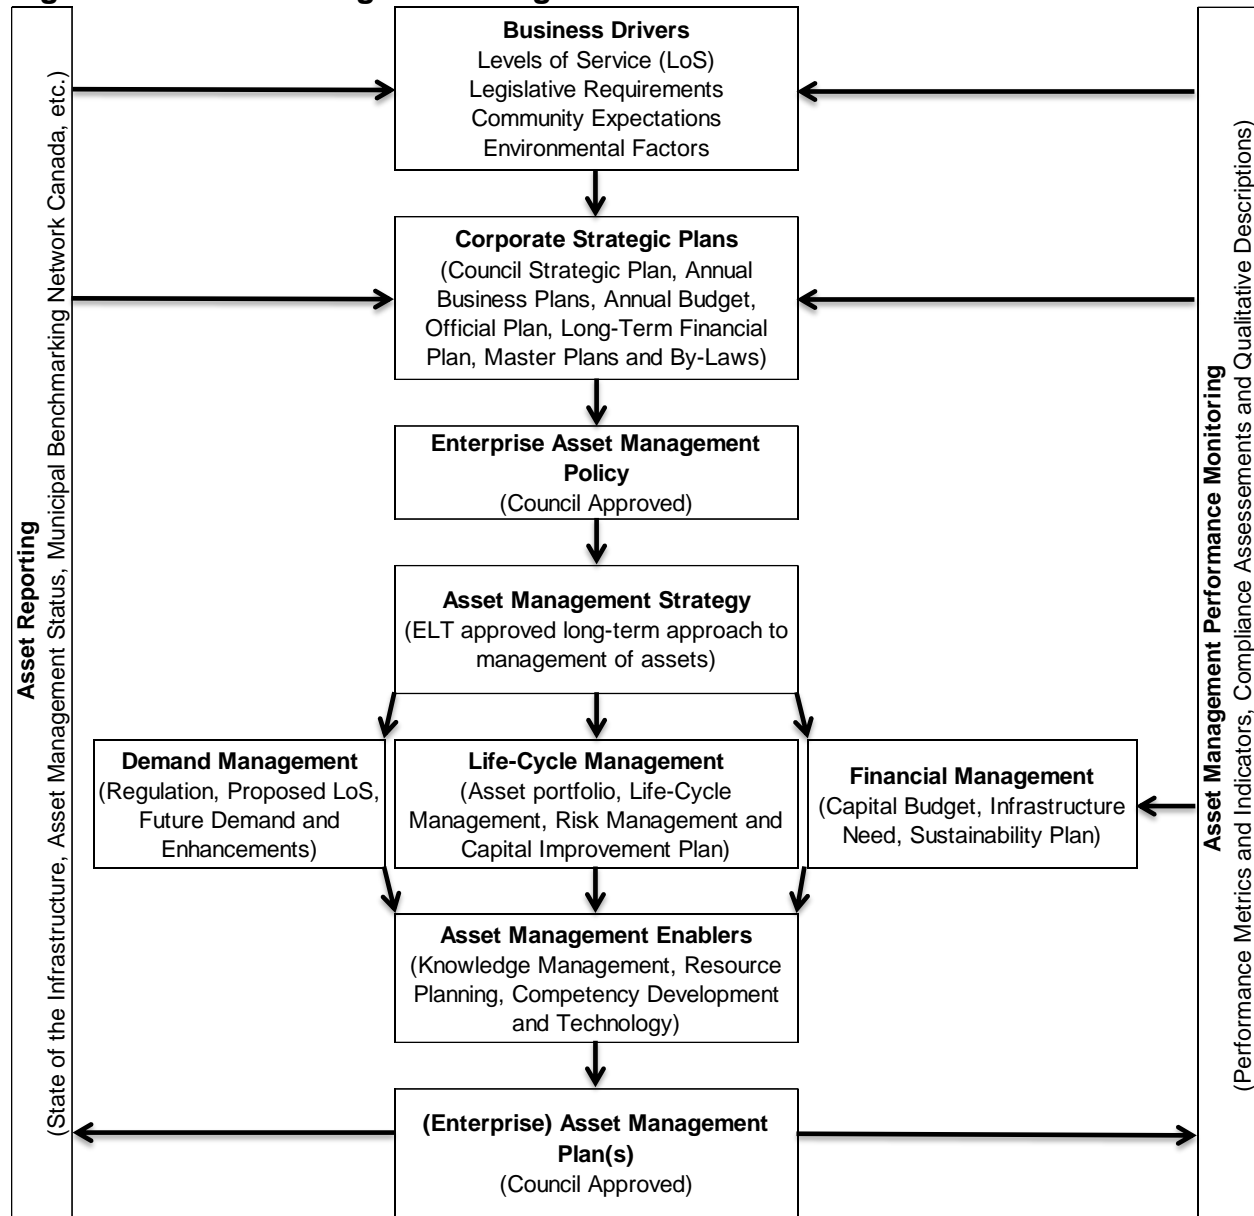 Business Drivers
Levels of Service (LoS)
Legislative Requirements
Community Expectations
Environmental Factors
Corporate Strategic Plans
(Council Strategic Plan, Annual
Business Plans, Annual Budget,
Official Plan, Long-Term Financial
Plan, Master Plans and By-Laws)
Enterprise Asset Management
Policy
(Council Approved)
Asset Management Strategy
(ELT approved long-term approach to
management of assets)
Demand Management
(Regulation, Proposed LoS,
Future Demand and
Enhancements)
Life-Cycle Management
(Asset portfolio, Life-Cycle
Management, Risk Management and
Capital Improvement Plan)
Financial Management
(Capital Budget, Infrastructure
Need, Sustainability Plan)
Asset Management Enablers
(Knowledge Management, Resource
Planning, Competency Development
and Technology)
(Enterprise) Asset Management
Plan(s)
(Council Approved)
Asset Reporting
(State of the Infrastructure, Asset Management Status, Municipal Benchmarking Network Canada, etc.)
Asset Management Performance Monitoring
(Performance Metrics and Indicators, Compliance Assessments and Qualitative Descriptions)